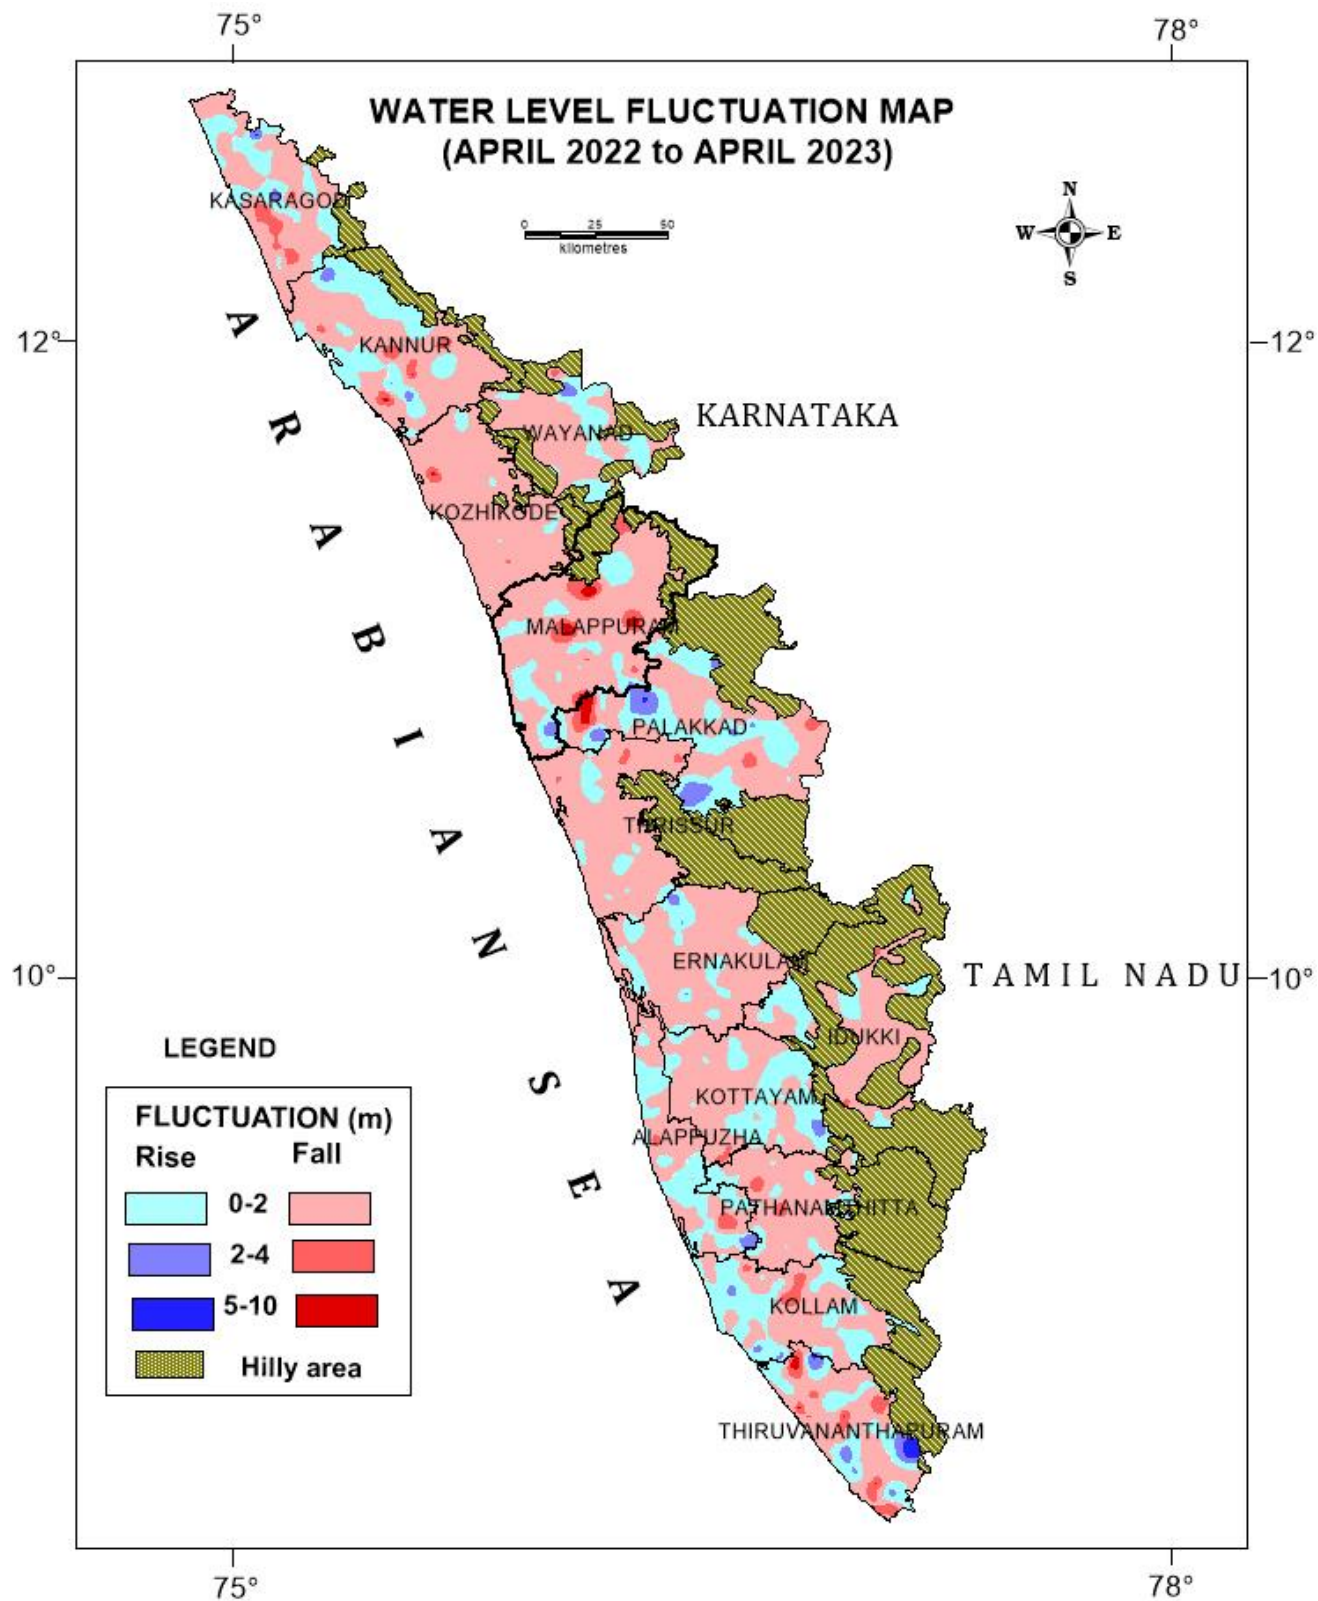 75°
78°
WATER LEVEL FLUCTUATION MAP
(APRIL 2022 to APRIL 2023)
0 25 50
kilometres
N
W E
S
KASARAGOD
12°
KANNUR
12°
KARNATAKA
WAYANAD
KOZHIKODE
MALAPPURAM
PALAKKAD
THRISSUR
ERNAKULAM
10°
TAMIL NADU
10°
IDUKKI
KOTTAYAM
ALAPPUZHA
PATHANAMTHITTA
KOLLAM
THIRUVANANTHAPURAM
ARABIAN SEA
LEGEND
FLUCTUATION (m)
Rise Fall
0-2
2-4
5-10
Hilly area
75°
78°